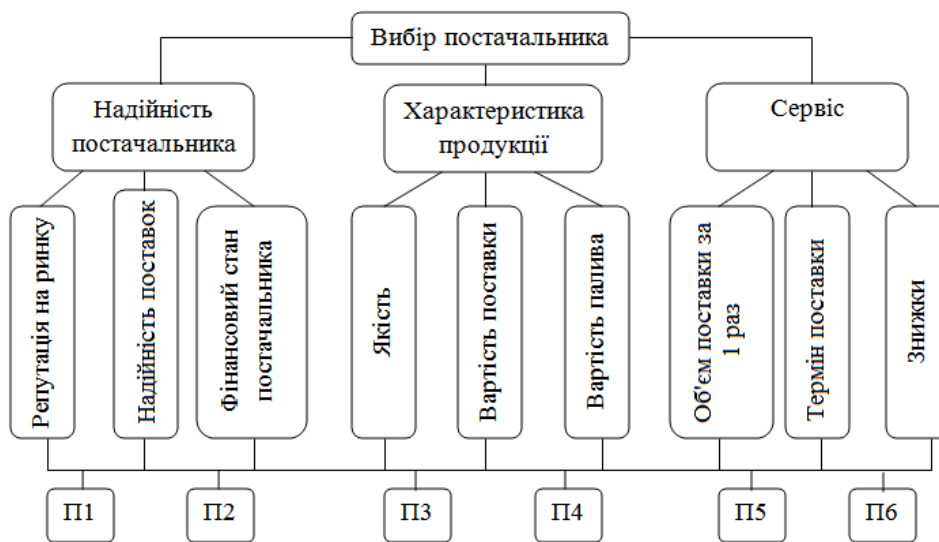 Вибір постачальника
Надійність
постачальника
Характеристика
продукції
Сервіс
Репутація на ринку
Надійність поставок
Фінансовий стан
постачальника
Якість
Вартість поставки
Вартість палива
Об'єм поставки за
1 раз
Термін поставки
Знижки
П1
П2
П3
П4
П5
П6